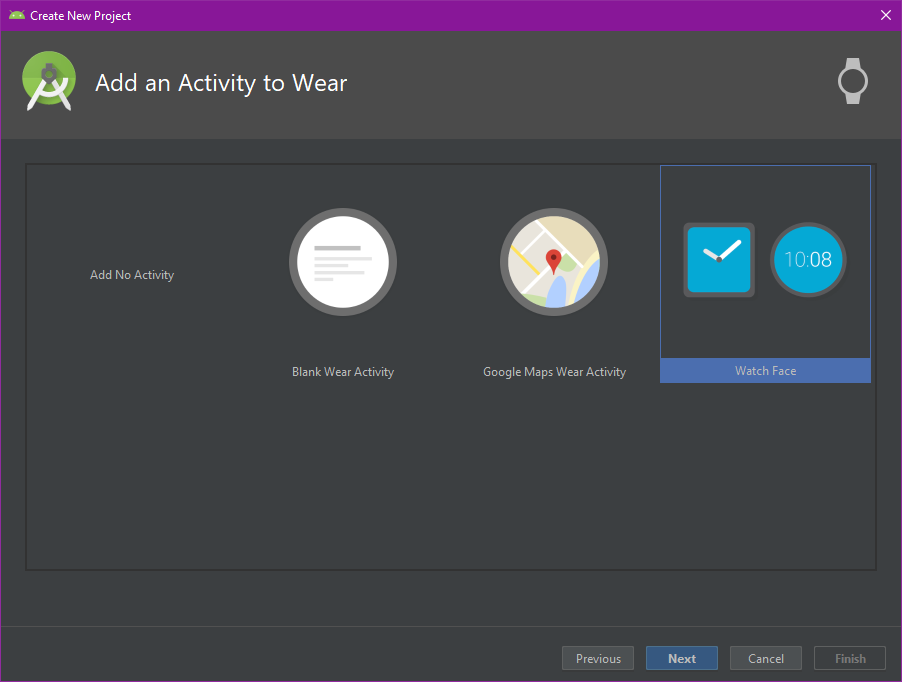 Create New Project
Add an Activity to Wear
Add No Activity
10:08
Blank Wear Activity
Google Maps Wear Activity
Watch Face
Previous
Next
Cancel
Finish